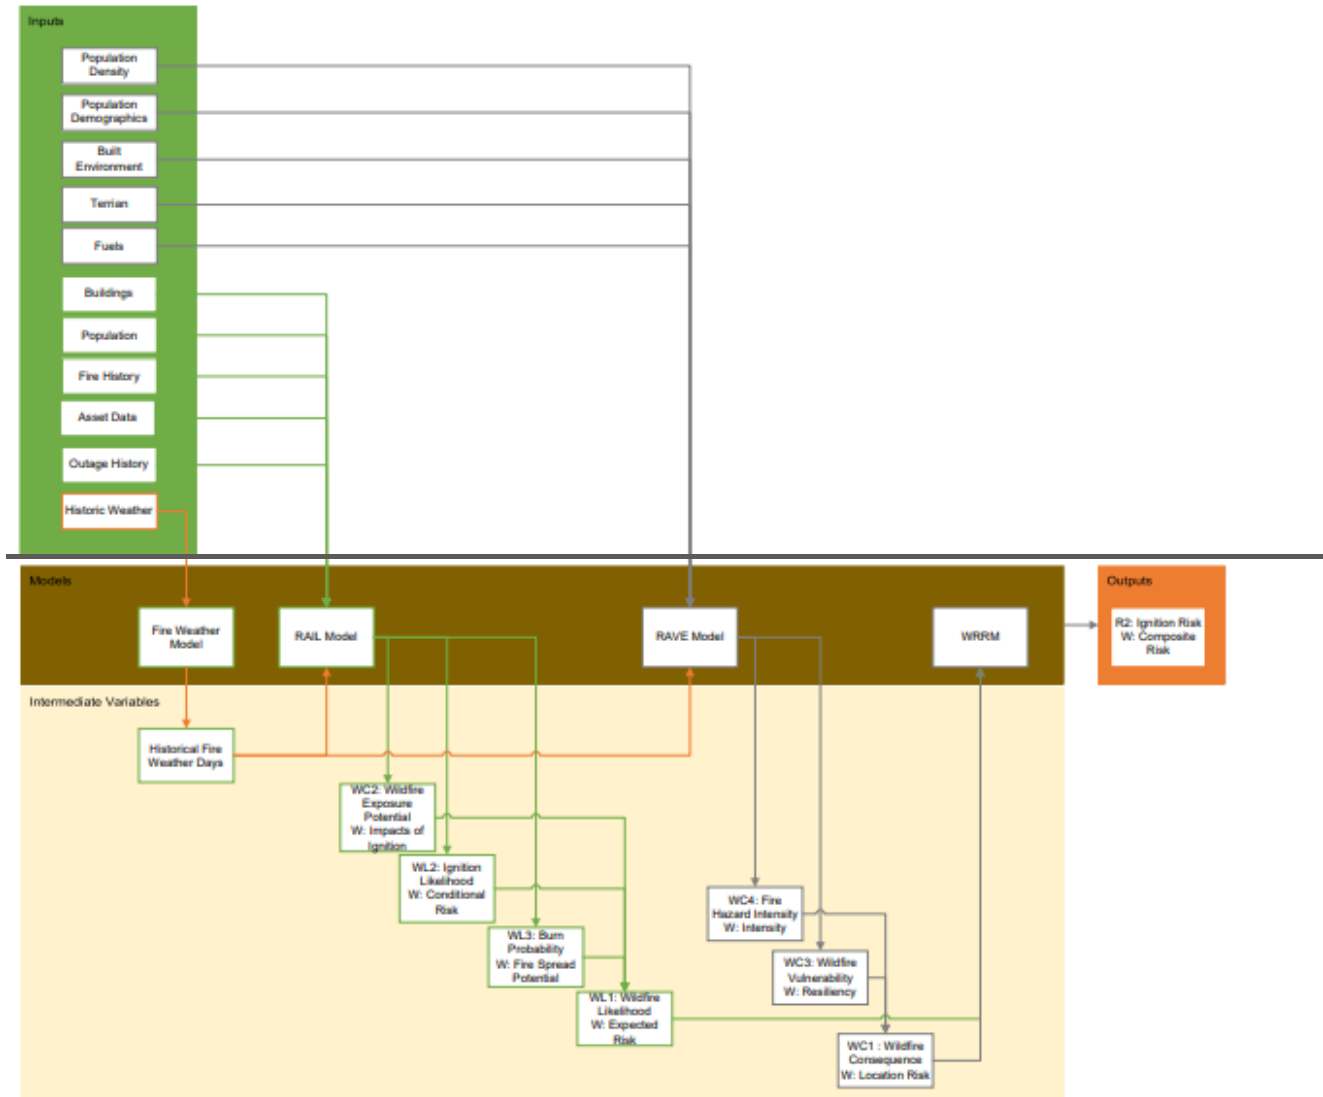 Inputs
Population
Density
Population
Demographics
Built
Environment
Terrian
Fuels
Buildings
Population
Fire History
Asset Data
Outage History
Historic Weather
Models
Fire Weather
Model
RAIL Model
RAVE Model
WRRM
Outputs
R2: Ignition Risk
W: Composite
Risk
Intermediate Variables
Historical Fire
Weather Days
WC2: Wildfire
Exposure
Potential
W: Impacts of
Ignition
WL2: Ignition
Likelihood
W: Conditional
Risk
WL3: Burn
Probability
W: Fire Spread
Potential
WL1: Wildfire
Likelihood
W: Expected
Risk
WC4: Fire
Hazard Intensity
W: Intensity
WC3: Wildfire
Vulnerability
W: Resiliency
WC1 : Wildfire
Consequence
W: Location Risk